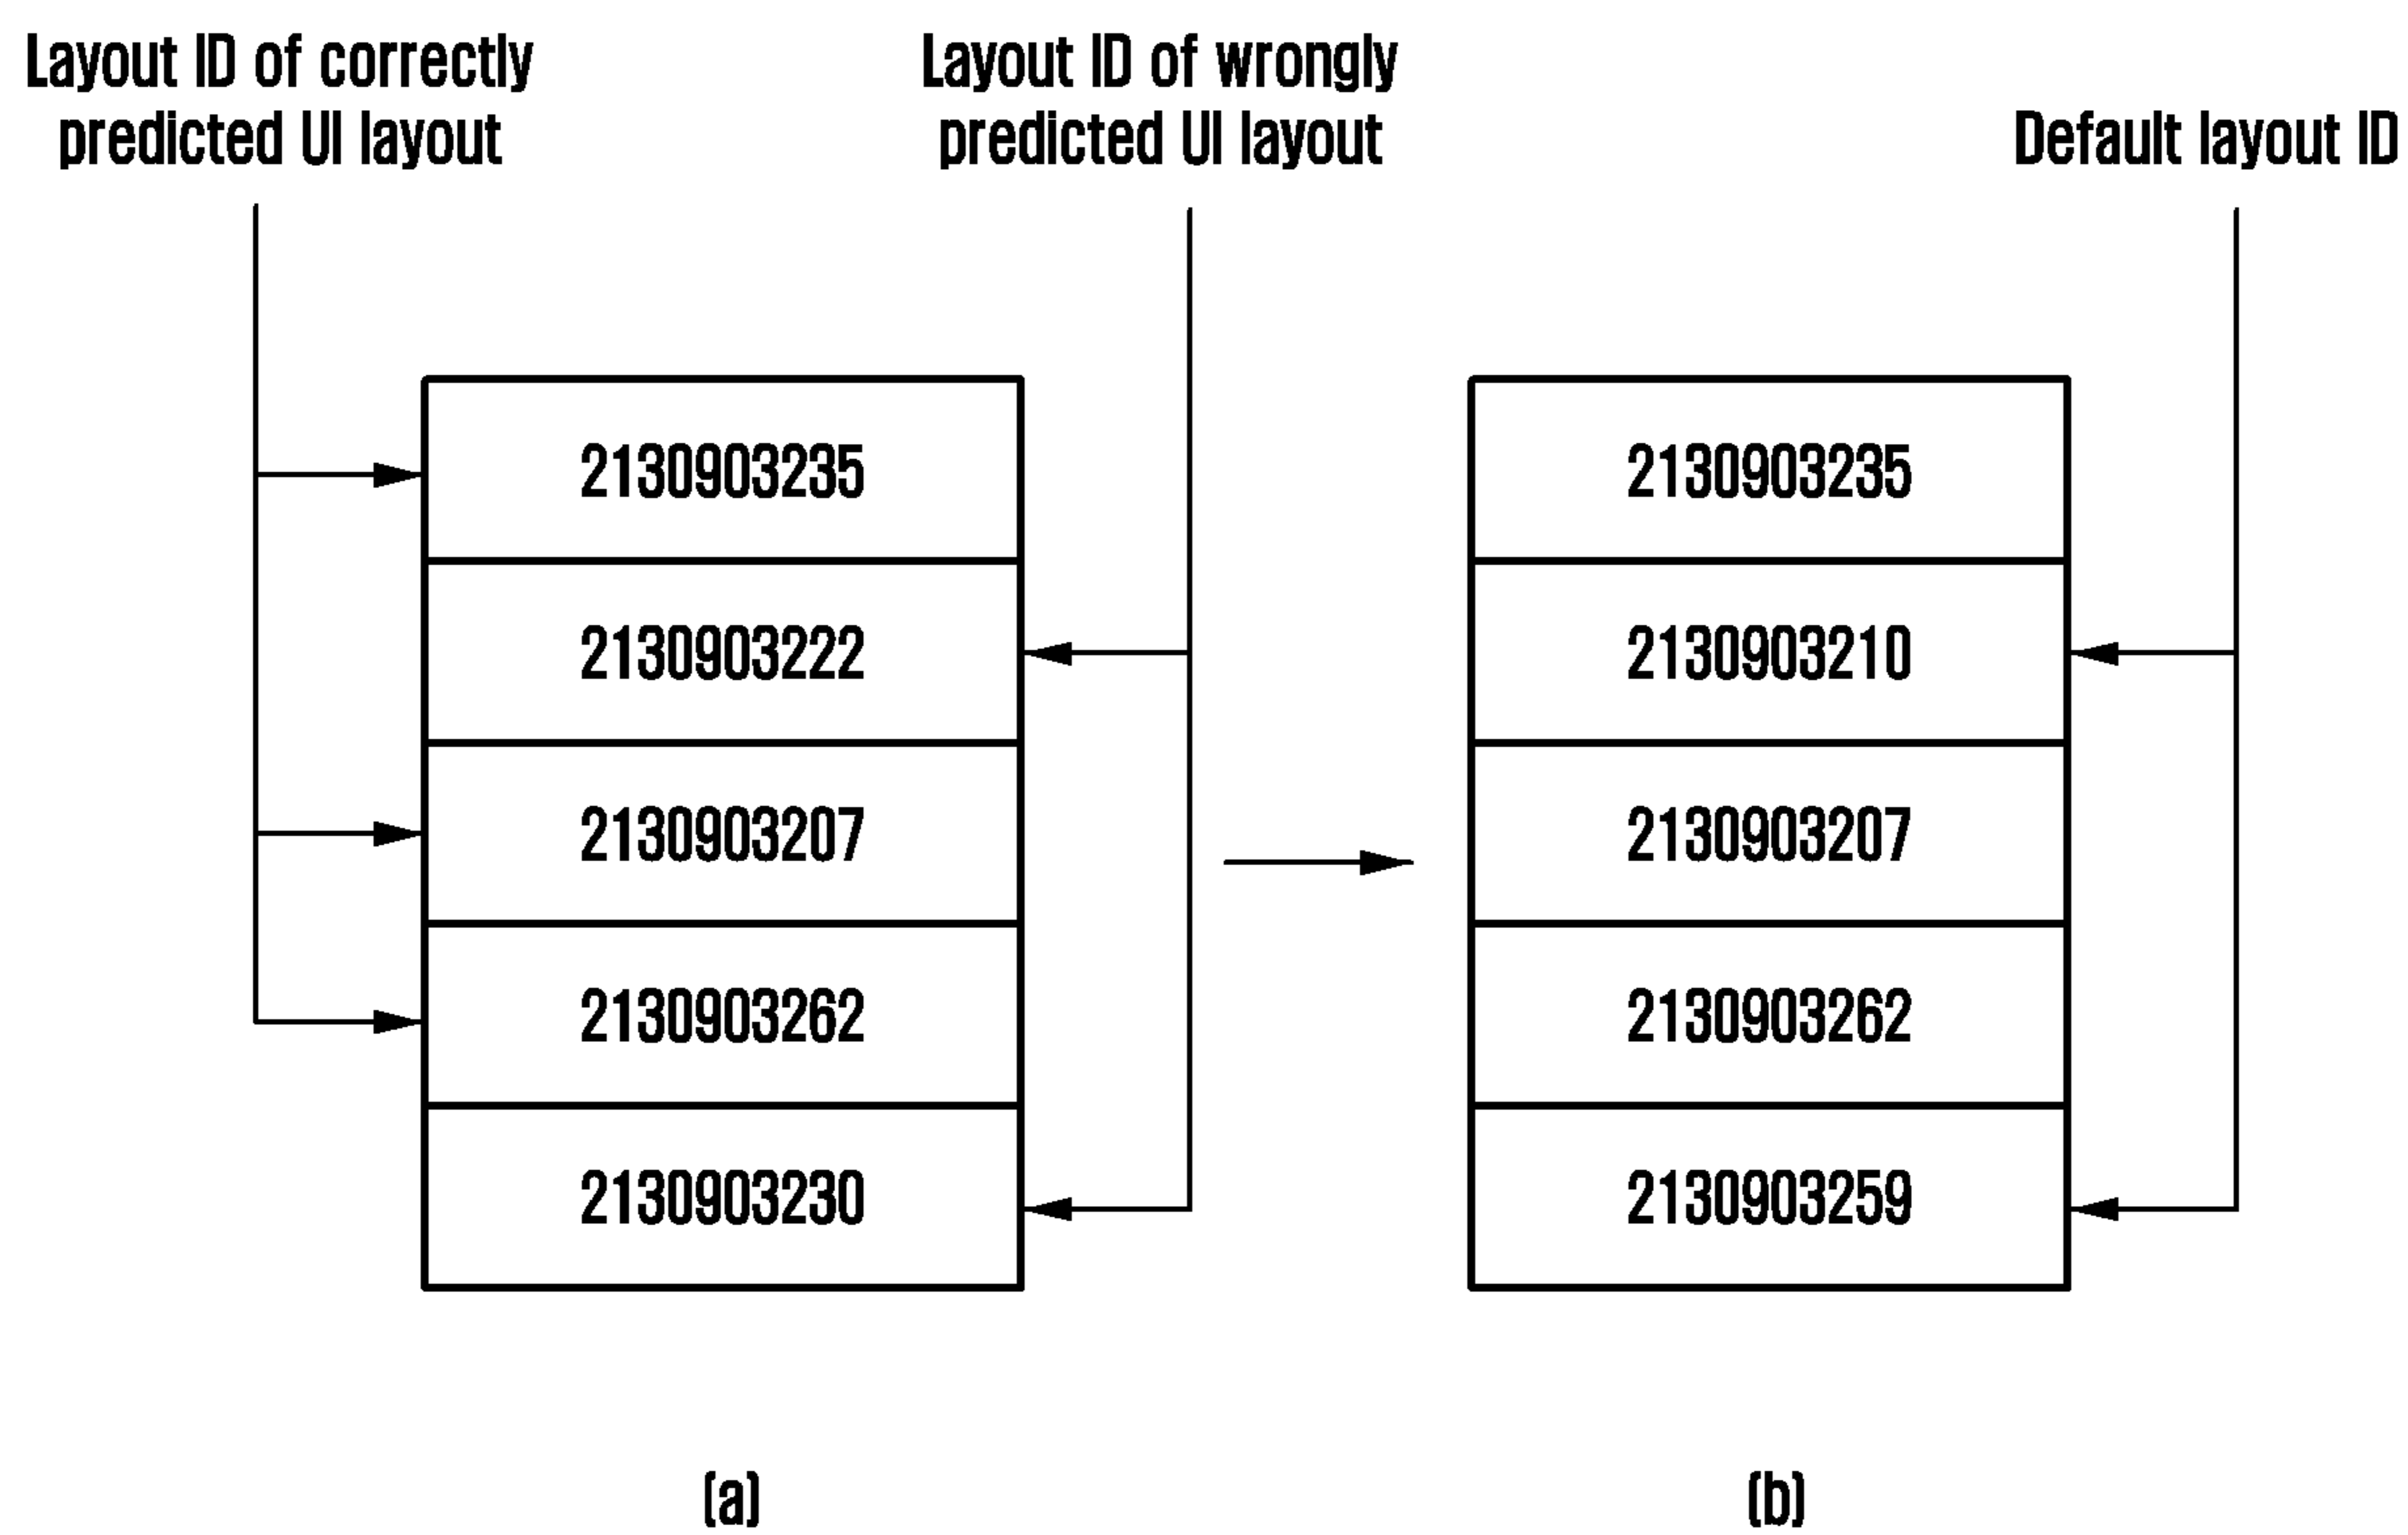 Layout ID of correctly
predicted UI layout
Layout ID of wrongly
predicted UI layout
Default layout ID
2130903235
2130903222
2130903207
2130903262
2130903230
2130903235
2130903210
2130903207
2130903262
2130903259
(a)
(b)